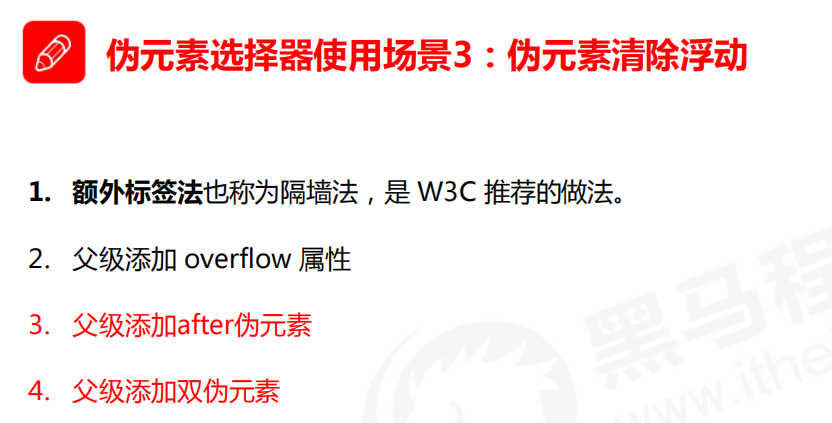 伪元素选择器使用场景3：伪元素清除浮动
1. 额外标签法也称为隔墙法，是 W3C 推荐的做法。
2. 父级添加 overflow 属性
3. 父级添加after伪元素
4. 父级添加双伪元素
黑马程
www.ithe